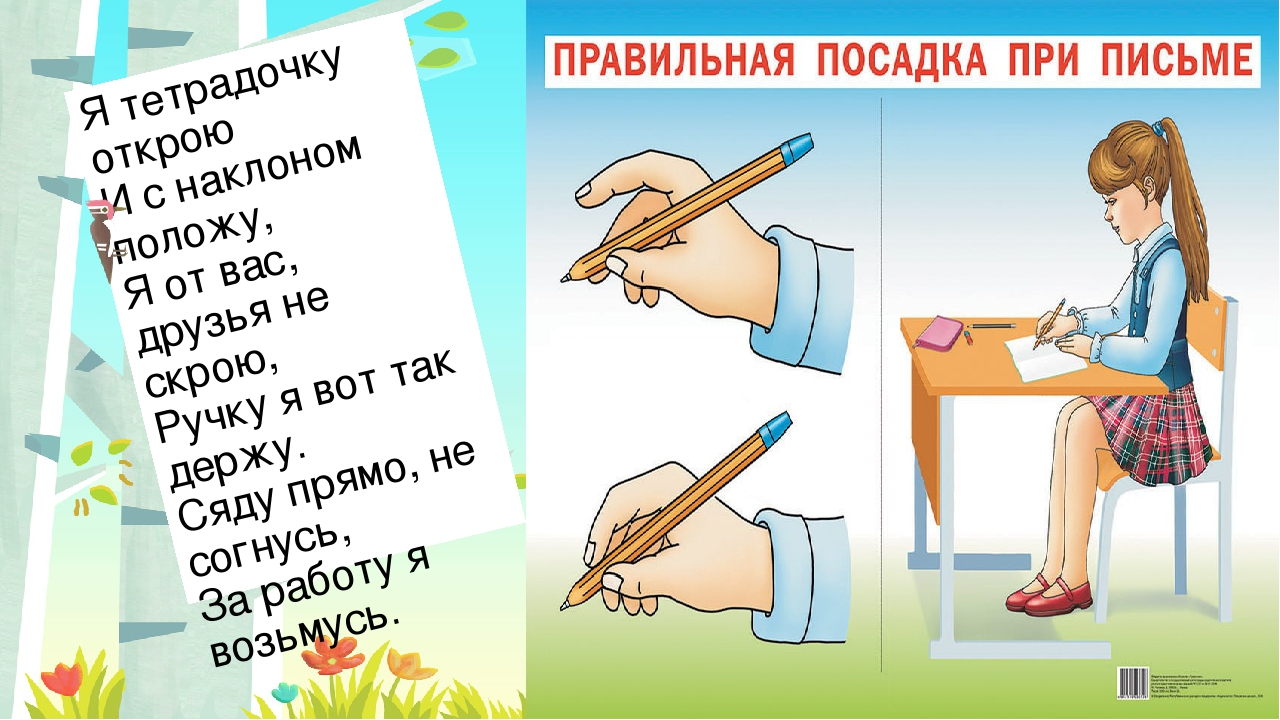 Я тетрадочку
открою
И с наклоном
положу,
Я от вас,
друзья не
скрою,
Ручку я вот так
держу.
Сяду прямо, не
согнусь,
За работу я
возьмусь.
ПРАВИЛЬНАЯ ПОСАДКА ПРИ ПИСЬМЕ